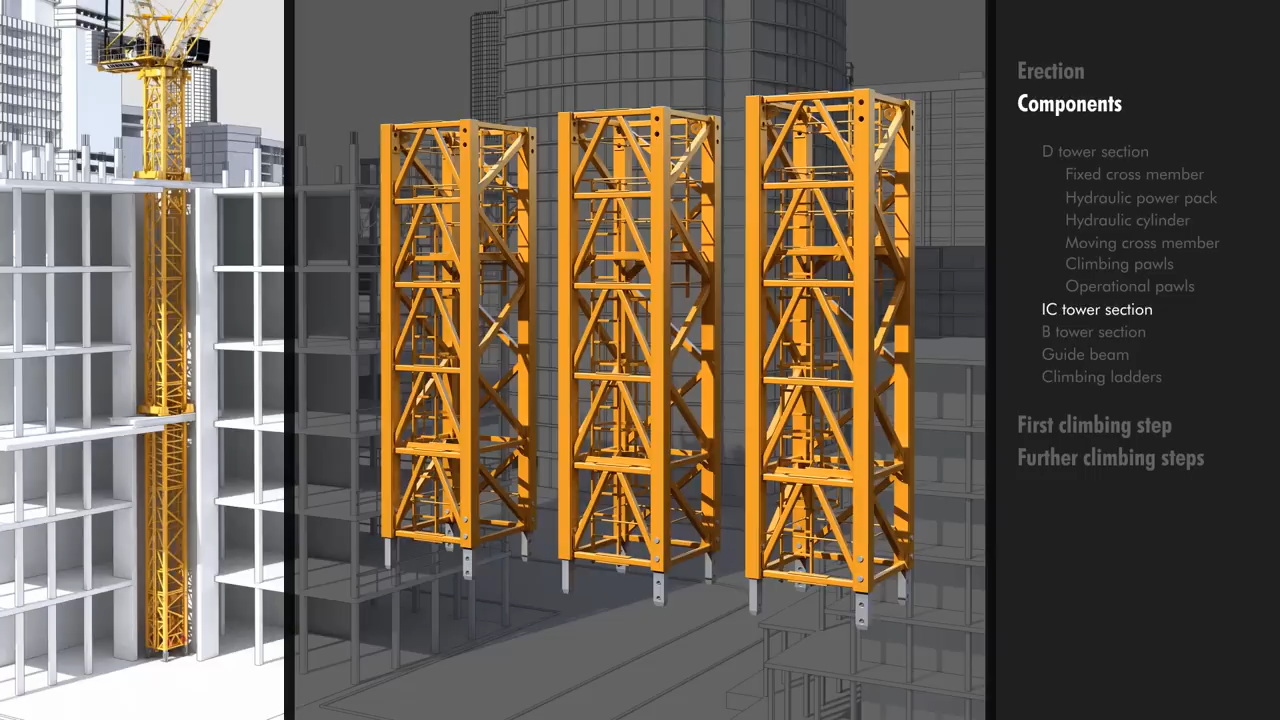 Erection
Components
D tower section
Fixed cross member
Hydraulic power pack
Hydraulic cylinder
Moving cross member
Climbing pawls
Operational pawls
IC tower section
B tower section
Guide beam
Climbing ladders
First climbing step
Further climbing steps